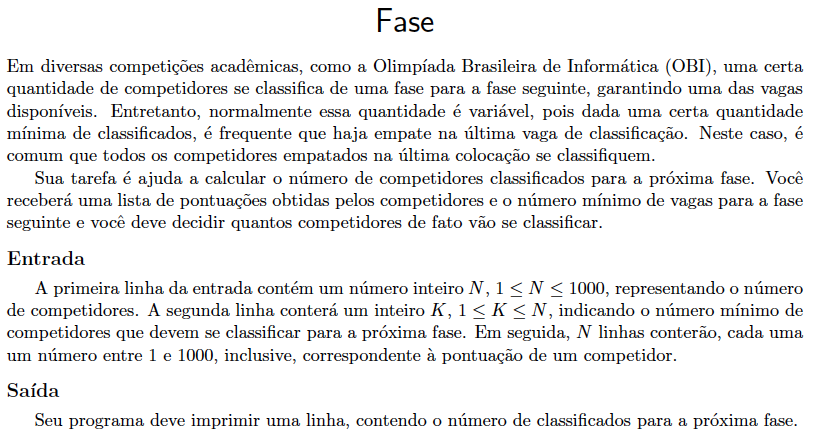 Fase
Em diversas competições acadêmicas, como a Olimpíada Brasileira de Informática (OBI), uma certa
quantidade de competidores se classifica de uma fase para a fase seguinte, garantindo uma das vagas
disponíveis. Entretanto, normalmente essa quantidade é variável, pois dada uma certa quantidade
mínima de classificados, é frequente que haja empate na última vaga de classificação. Neste caso, é
comum que todos os competidores empatados na última colocação se classifiquem.
Sua tarefa é ajuda a calcular o número de competidores classificados para a próxima fase. Você
receberá uma lista de pontuações obtidas pelos competidores e o número mínimo de vagas para a fase
seguinte e você deve decidir quantos competidores de fato vão se classificar.
Entrada
A primeira linha da entrada contém um número inteiro N, 1 ≤ N ≤ 1000, representando o número
de competidores. A segunda linha conterá um inteiro K, 1 ≤ K ≤ N, indicando o número mínimo de
competidores que devem se classificar para a próxima fase. Em seguida, N linhas conterão, cada uma
um número entre 1 e 1000, inclusive, correspondente à pontuação de um competidor.
Saída
Seu programa deve imprimir uma linha, contendo o número de classificados para a próxima fase.